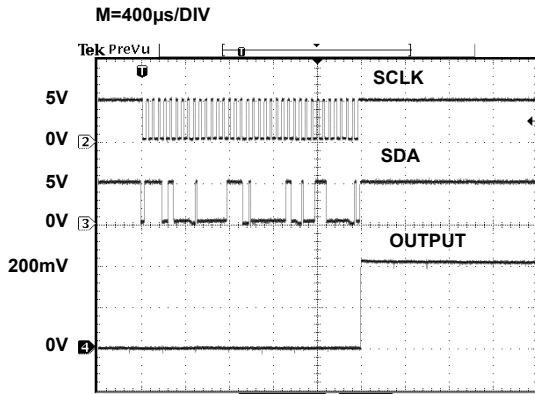 M=400µs/DIV
Tek PreVu
T
T
SCLK
5V
0V
2
SDA
5V
0V
3
OUTPUT
200mV
0V
4